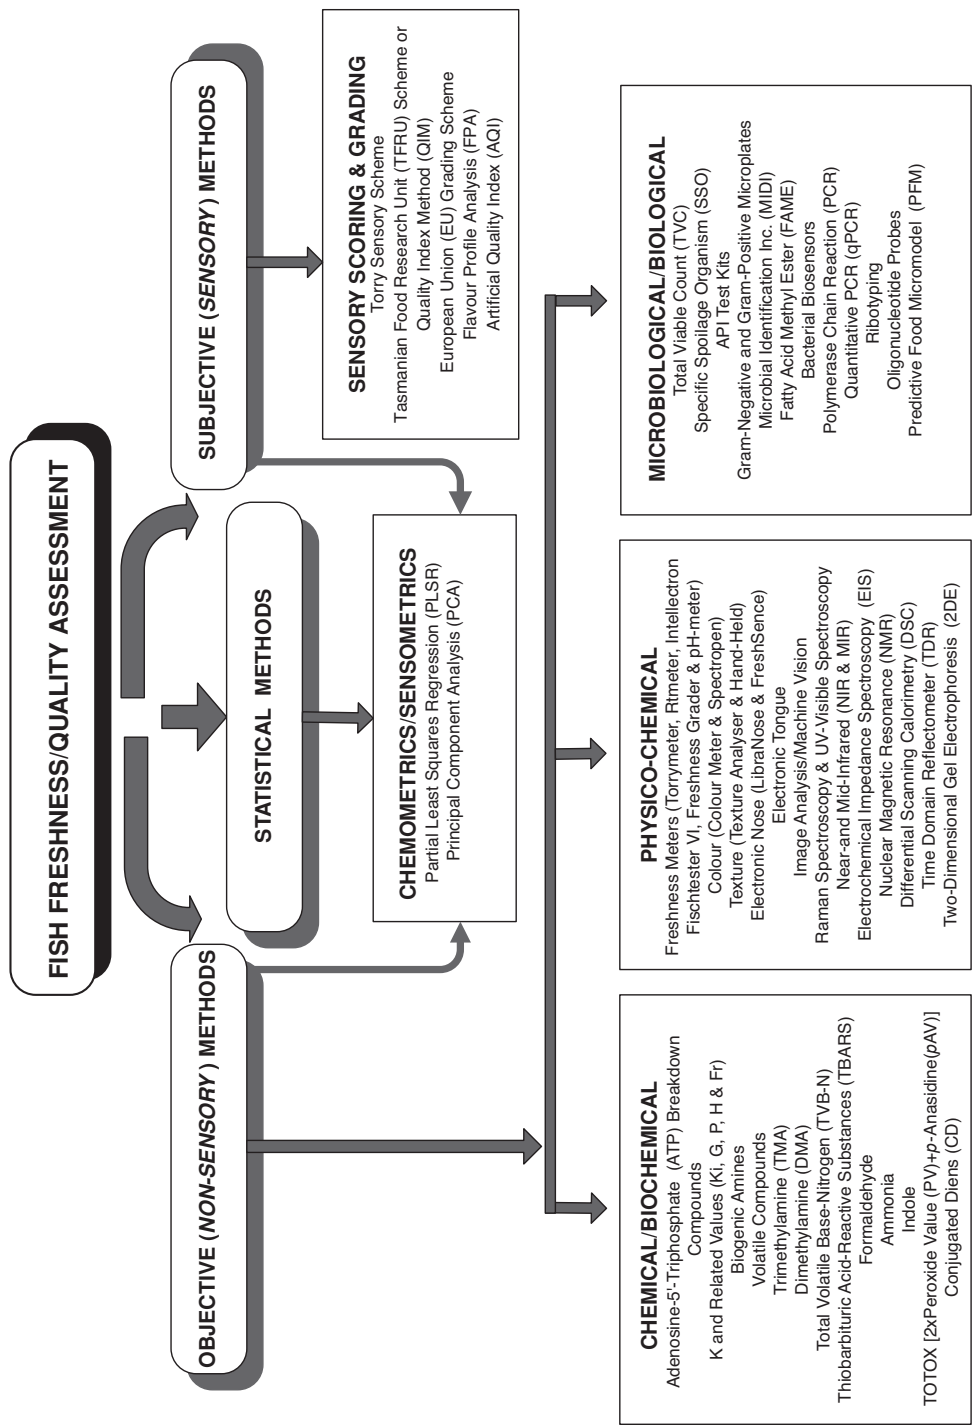 FISH FRESHNESS/QUALITY ASSESSMENT
OBJECTIVE (NON-SENSORY) METHODS
STATISTICAL METHODS
SUBJECTIVE (SENSORY) METHODS
CHEMOMETRICS/SENSOMETRICS
Partial Least Squares Regression (PLSR)
Principal Component Analysis (PCA)
SENSORY SCORING & GRADING
Torry Sensory Scheme
Tasmanian Food Research Unit (TFRU) Scheme or
Quality Index Method (QIM)
European Union (EU) Grading Scheme
Flavour Profile Analysis (FPA)
Artificial Quality Index (AQI)
CHEMICAL/BIOCHEMICAL
Adenosine-5'-Triphosphate (ATP) Breakdown
Compounds
K and Related Values (Ki, G, P, H & Fr)
Biogenic Amines
Volatile Compounds
Trimethylamine (TMA)
Dimethylamine (DMA)
Total Volatile Base-Nitrogen (TVB-N)
Thiobarbituric Acid-Reactive Substances (TBARS)
Formaldehyde
Ammonia
Indole
TOTOX [2xPeroxide Value (PV)+p-Anasidine(pAV)]
Conjugated Diens (CD)
PHYSICO-CHEMICAL
Freshness Meters (Torrymeter, Rtmeter, Intellectron
Fischtester VI, Freshness Grader & pH-meter)
Colour (Colour Meter & Spectropen)
Texture (Texture Analyser & Hand-Held)
Electronic Nose (LibraNose & FreshSence)
Electronic Tongue
Image Analysis/Machine Vision
Raman Spectroscopy & UV-Visible Spectroscopy
Near-and Mid-Infrared (NIR & MIR)
Electrochemical Impedance Spectroscopy (EIS)
Nuclear Magnetic Resonance (NMR)
Differential Scanning Calorimetry (DSC)
Time Domain Reflectometer (TDR)
Two-Dimensional Gel Electrophoresis (2DE)
MICROBIOLOGICAL/BIOLOGICAL
Total Viable Count (TVC)
Specific Spoilage Organism (SSO)
API Test Kits
Gram-Negative and Gram-Positive Microplates
Microbial Identification Inc. (MIDI)
Fatty Acid Methyl Ester (FAME)
Bacterial Biosensors
Polymerase Chain Reaction (PCR)
Quantitative PCR (qPCR)
Ribotyping
Oligonucleotide Probes
Predictive Food Micromodel (PFM)